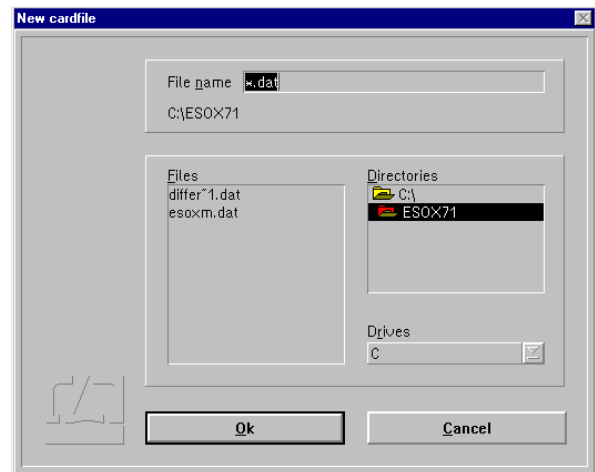 New cardfile
File name *.dat
C:\ESOX71
Files
differ~1.dat
esoxm.dat
Directories
C:\
ESOX71
Drives
C
Ok
Cancel